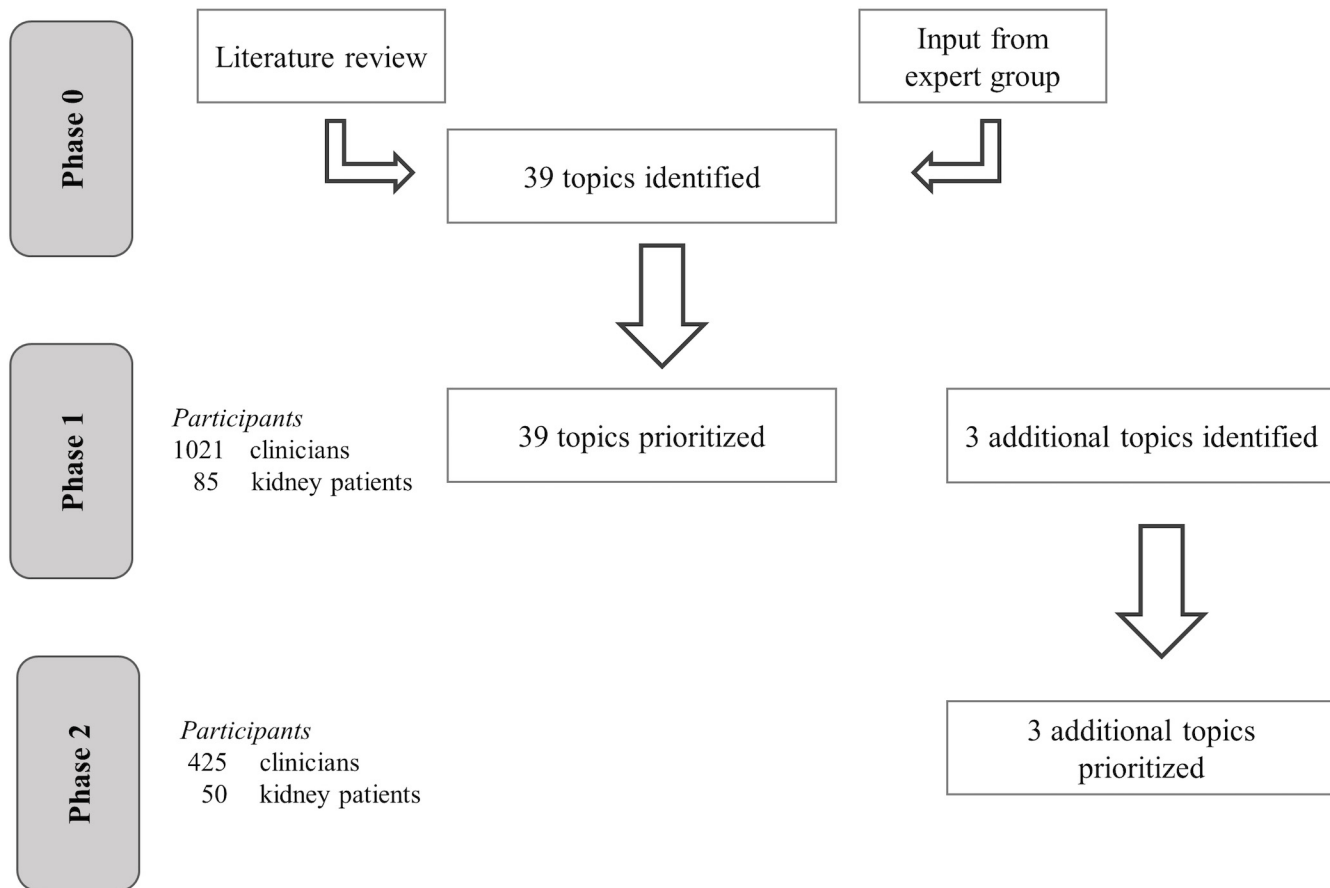 Phase 0
Literature review
Input from
expert group
39 topics identified
Phase 1
Participants
1021 clinicians
85 kidney patients
39 topics prioritized
3 additional topics identified
Phase 2
Participants
425 clinicians
50 kidney patients
3 additional topics
prioritized